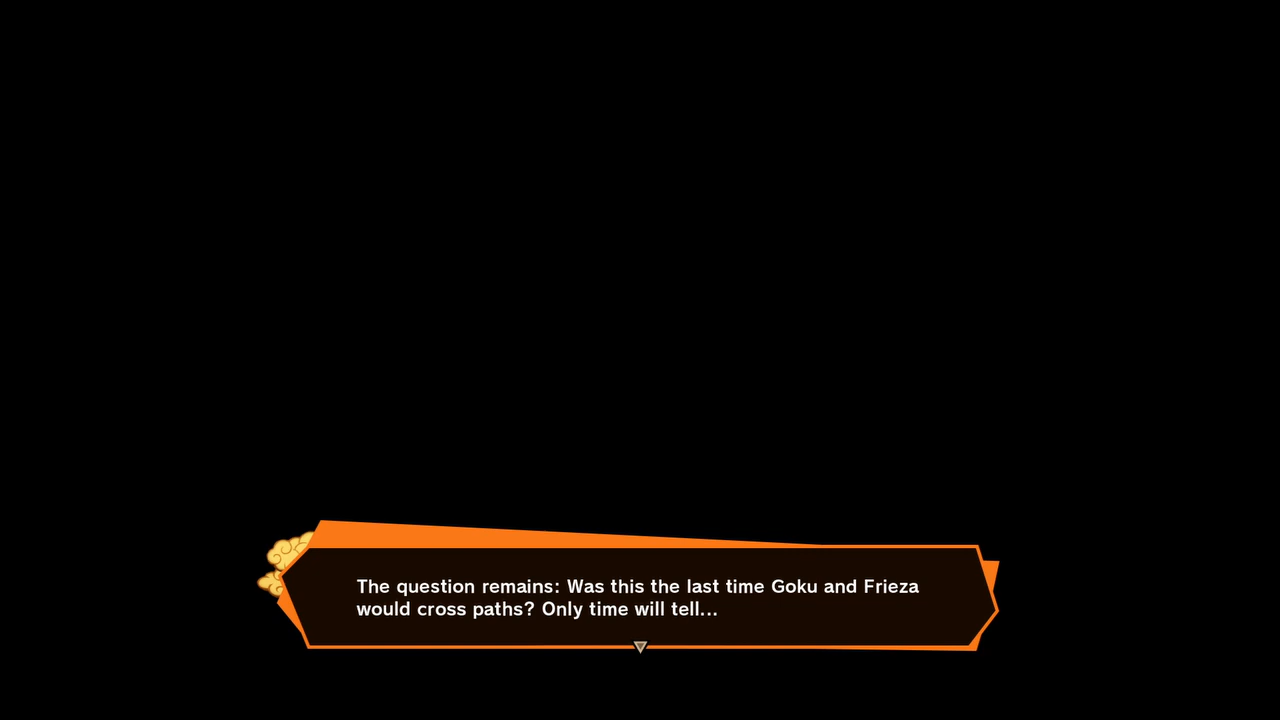 The question remains: Was this the last time Goku and Frieza
would cross paths? Only time will tell...